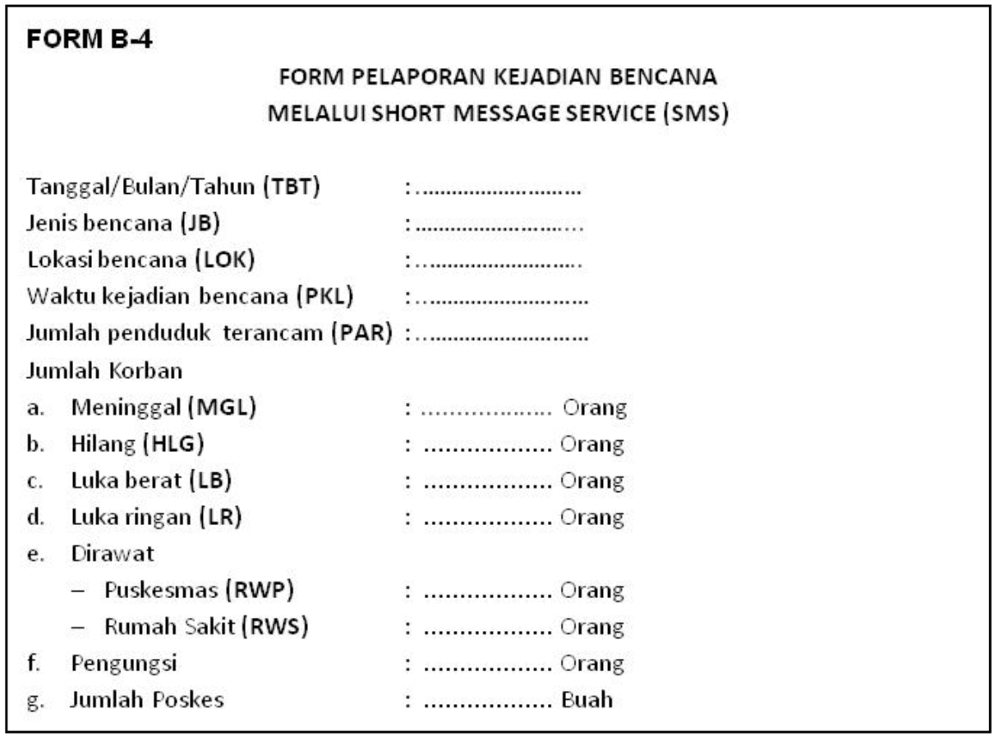 FORM B-4
FORM PELAPORAN KEJADIAN BENCANA
MELALUI SHORT MESSAGE SERVICE (SMS)
Tanggal/Bulan/Tahun (TBT) : ...........................
Jenis bencana (JB) : ...........................
Lokasi bencana (LOK) : ...........................
Waktu kejadian bencana (PKL) : ...........................
Jumlah penduduk terancam (PAR) : ...........................
Jumlah Korban
a. Meninggal (MGL) : .................. Orang
b. Hilang (HLG) : .................. Orang
c. Luka berat (LB) : .................. Orang
d. Luka ringan (LR) : .................. Orang
e. Dirawat
– Puskesmas (RWP) : .................. Orang
– Rumah Sakit (RWS) : .................. Orang
f. Pengungsi : .................. Orang
g. Jumlah Poskes : .................. Buah